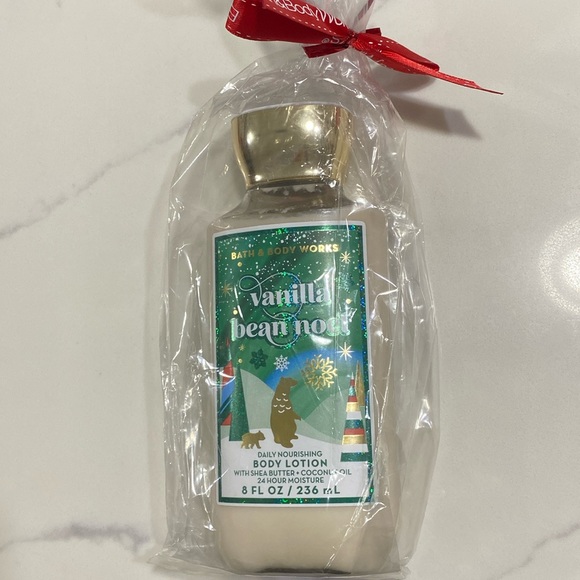 BATH & BODY WORKS
vanilla
bean noel
DAILY NOURISHING
BODY LOTION
WITH SHEA BUTTER + COCONUT OIL
24 HOUR MOISTURE
8 FL OZ / 236 mL